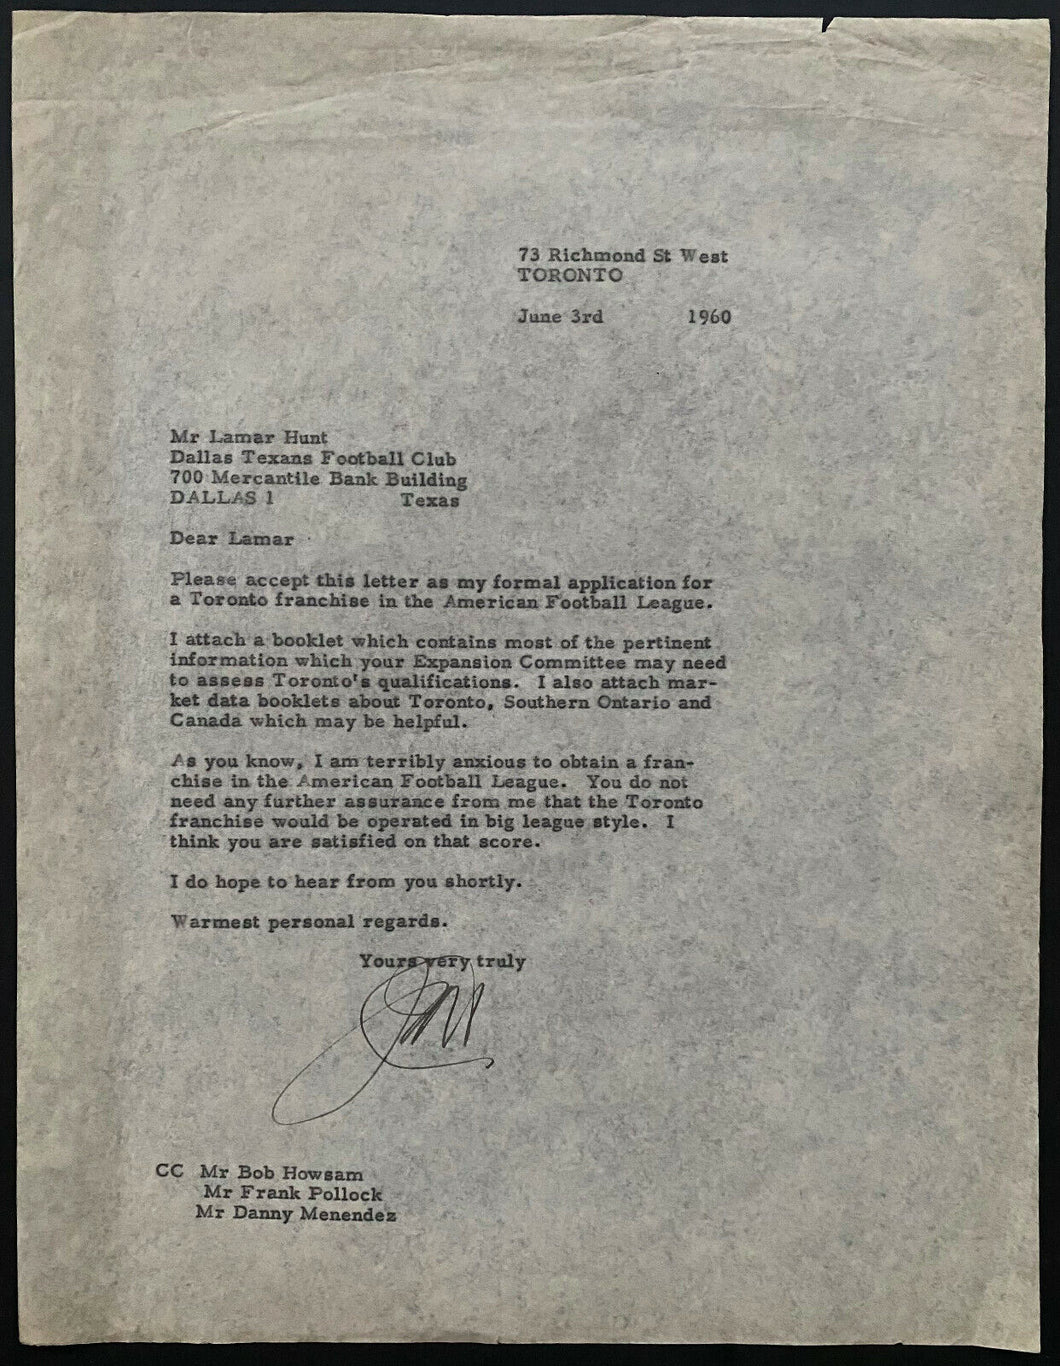 73 Richmond St West
TORONTO
June 3rd 1960
Mr Lamar Hunt
Dallas Texans Football Club
700 Mercantile Bank Building
DALLAS 1 Texas
Dear Lamar
Please accept this letter as my formal application for
a Toronto franchise in the American Football League.
I attach a booklet which contains most of the pertinent
information which your Expansion Committee may need
to assess Toronto's qualifications. I also attach mar-
ket data booklets about Toronto, Southern Ontario and
Canada which may be helpful.
As you know, I am terribly anxious to obtain a fran-
chise in the American Football League. You do not
need any further assurance from me that the Toronto
franchise would be operated in big league style. I
think you are satisfied on that score.
I do hope to hear from you shortly.
Warmest personal regards.
Yours very truly
CC Mr Bob Howsam
Mr Frank Pollock
Mr Danny Menendez